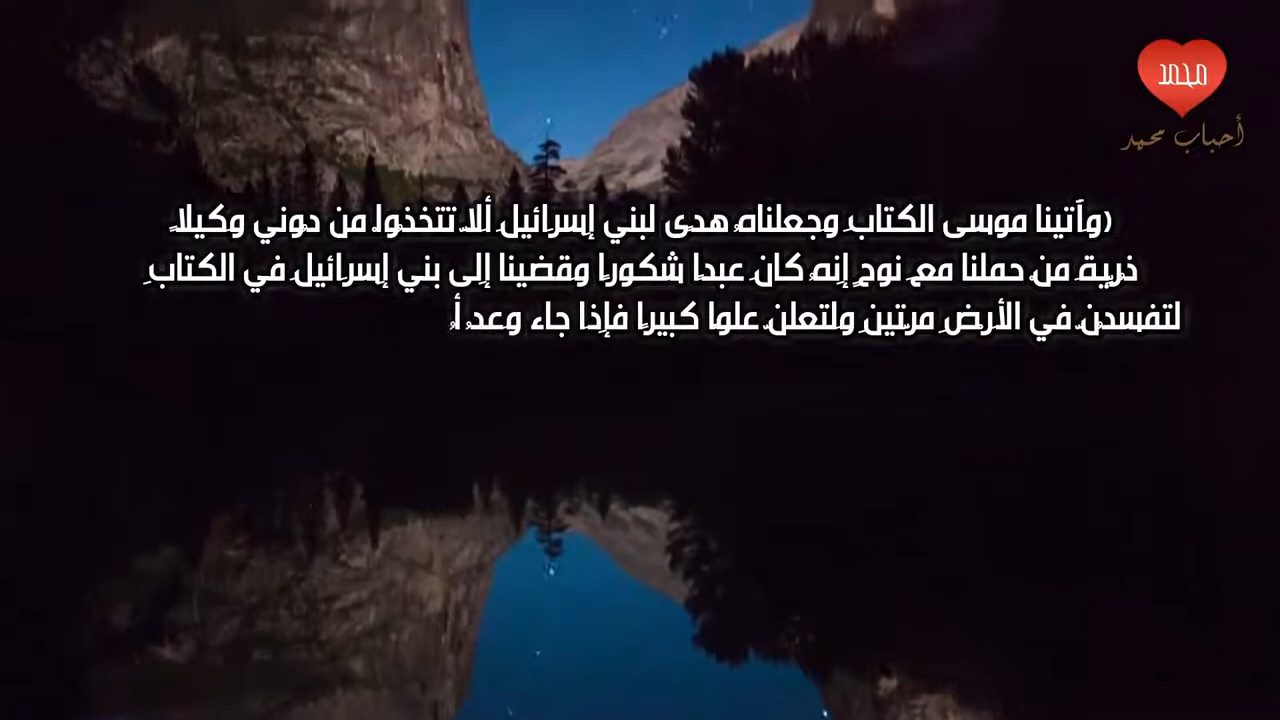 محمد
أحباب محمد
(وآتينا موسى الكتاب وجعلناه هدى لبني إسرائيل ألا تتخذوا من دوني وكيلا
ذرية من حملنا مع نوح إنه كان عبدا شكورا وقضينا إلى بني إسرائيل في الكتاب
لتفسدن في الأرض مرتين ولتعلن علوا كبيرا فإذا جاء وعد أ